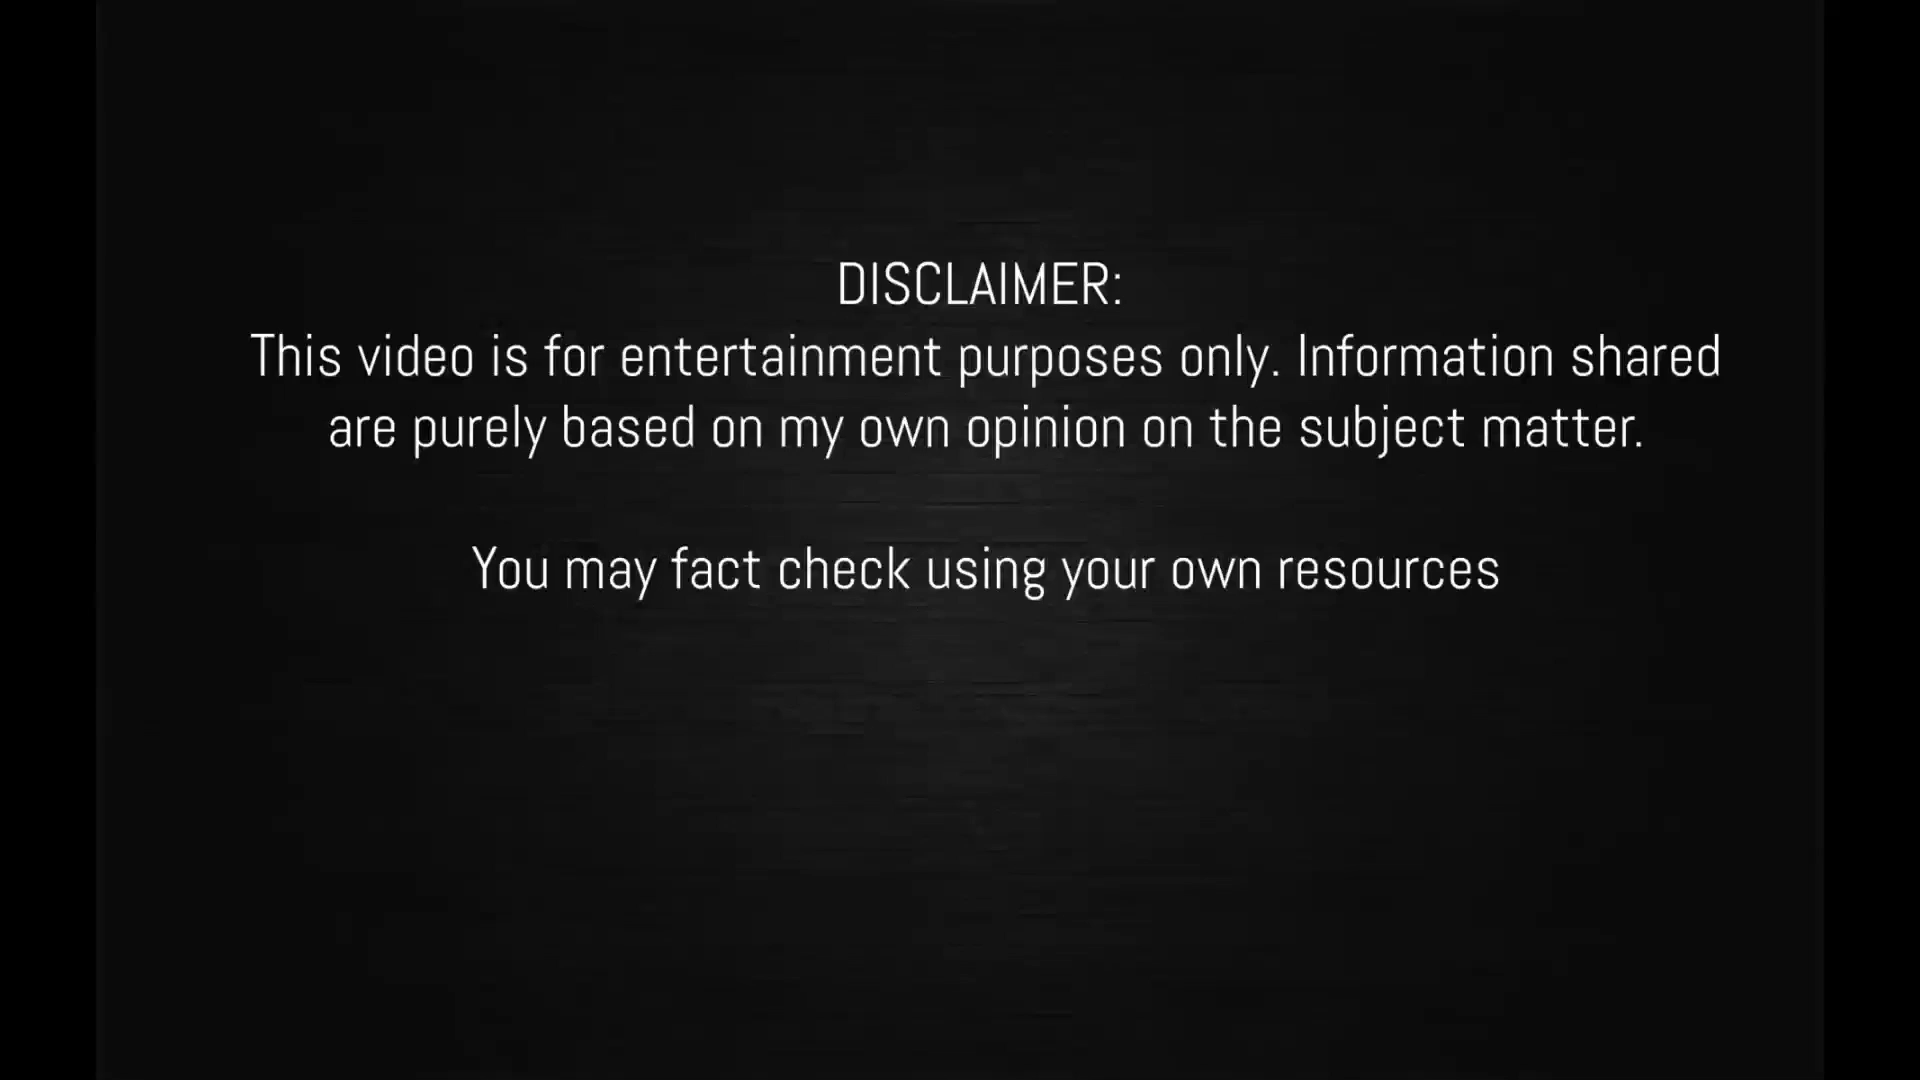 DISCLAIMER:
This video is for entertainment purposes only. Information shared
are purely based on my own opinion on the subject matter.
You may fact check using your own resources